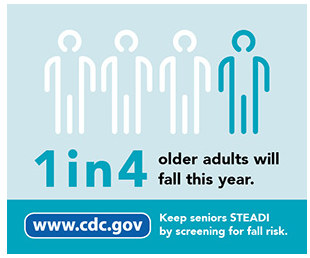 1 in 4 older adults will
fall this year.
www.cdc.gov
Keep seniors STEADI
by screening for fall risk.